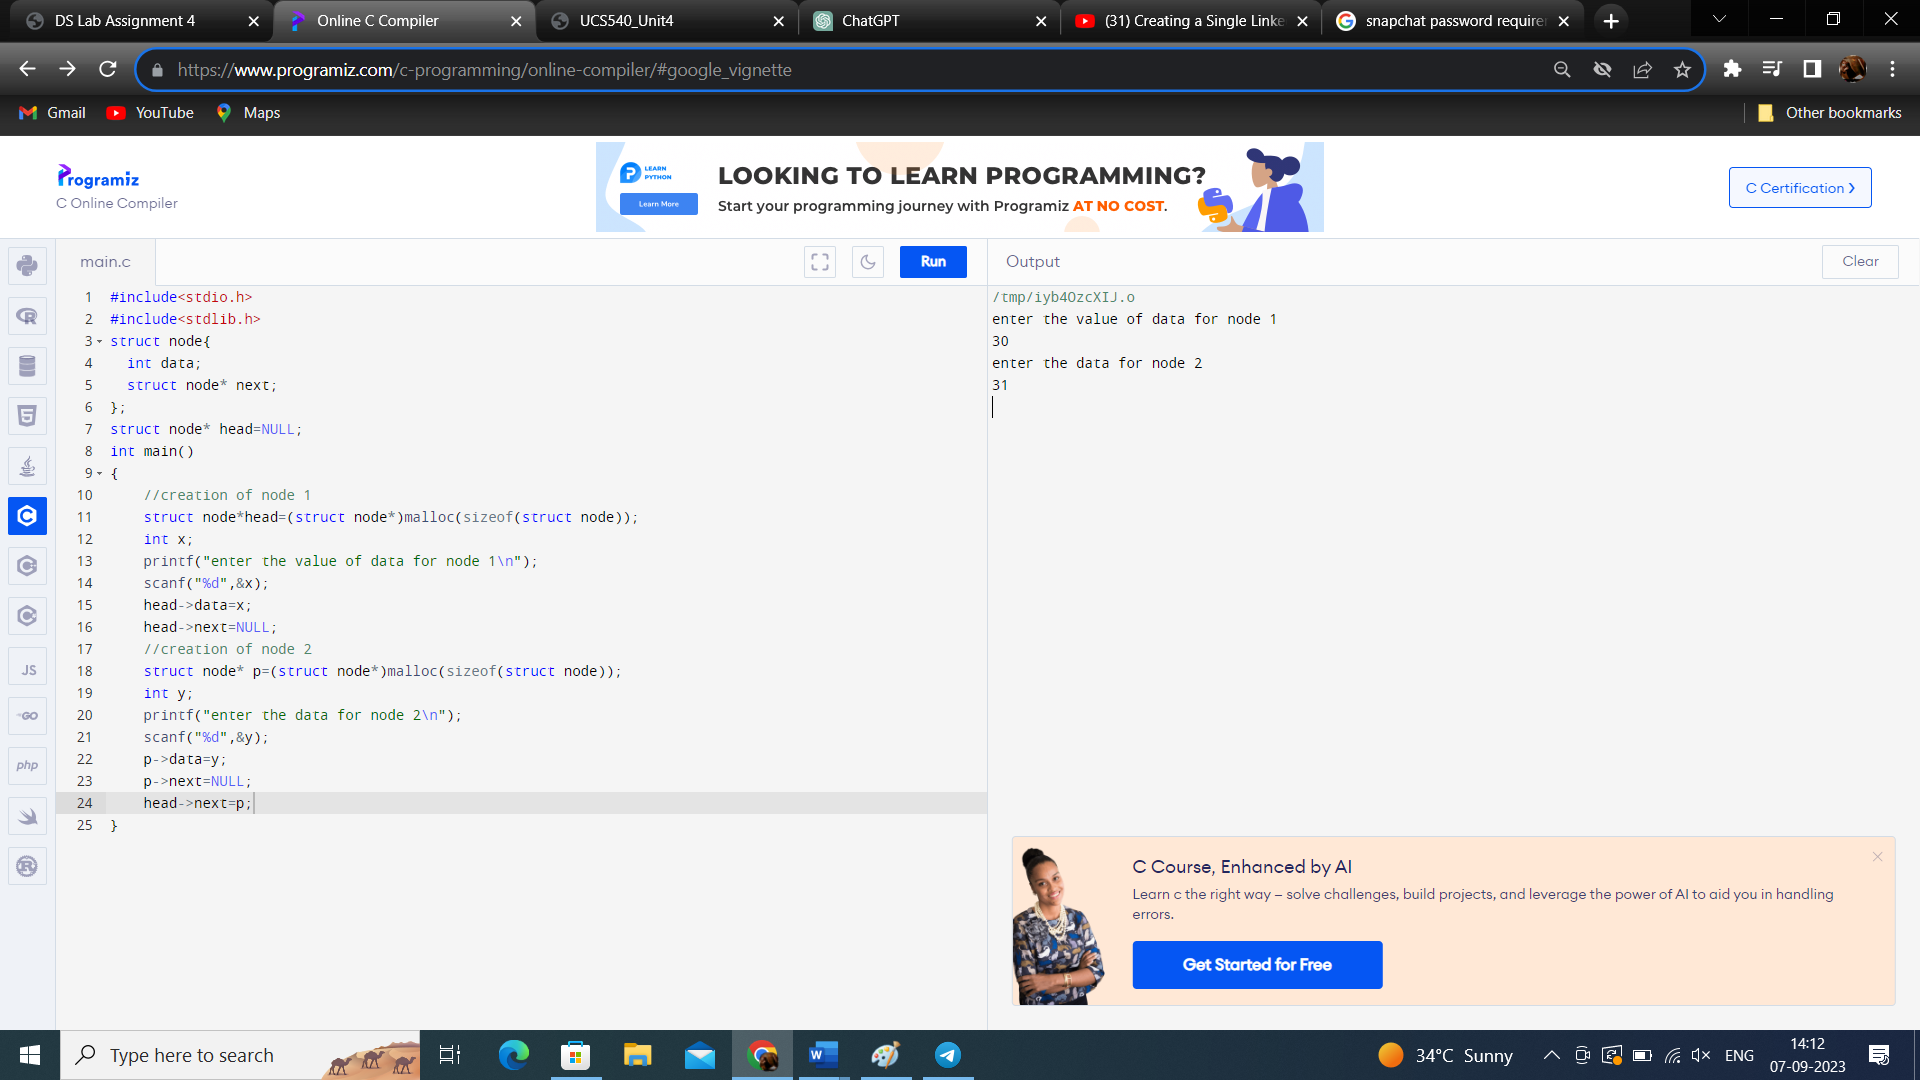 DS Lab Assignment 4
Online C Compiler
UCS540_Unit4
ChatGPT
(31) Creating a Single Linke
snapchat password requirer
https://www.programiz.com/c-programming/online-compiler/#google_vignette
Gmail
YouTube
Maps
Other bookmarks
Programiz
C Online Compiler
LEARN
PYTHON
Learn More
LOOKING TO LEARN PROGRAMMING?
Start your programming journey with Programiz AT NO COST.
C Certification >
main.c
Run
Output
Clear
1 #include<stdio.h>
2 #include<stdlib.h>
3 struct node{
4 int data;
5 struct node* next;
6 };
7 struct node* head=NULL;
8 int main()
9 {
10 //creation of node 1
11 struct node*head=(struct node*)malloc(sizeof(struct node));
12 int x;
13 printf("enter the value of data for node 1\n");
14 scanf("%d",&x);
15 head->data=x;
16 head->next=NULL;
17 //creation of node 2
18 struct node* p=(struct node*)malloc(sizeof(struct node));
19 int y;
20 printf("enter the data for node 2\n");
21 scanf("%d",&y);
22 p->data=y;
23 p->next=NULL;
24 head->next=p;
25 }
/tmp/iyb4OzcXIJ.o
enter the value of data for node 1
30
enter the data for node 2
31
JS
GO
php
C Course, Enhanced by AI
Learn c the right way – solve challenges, build projects, and leverage the power of AI to aid you in handling
errors.
Get Started for Free
Type here to search
34°C Sunny
ENG
14:12
07-09-2023